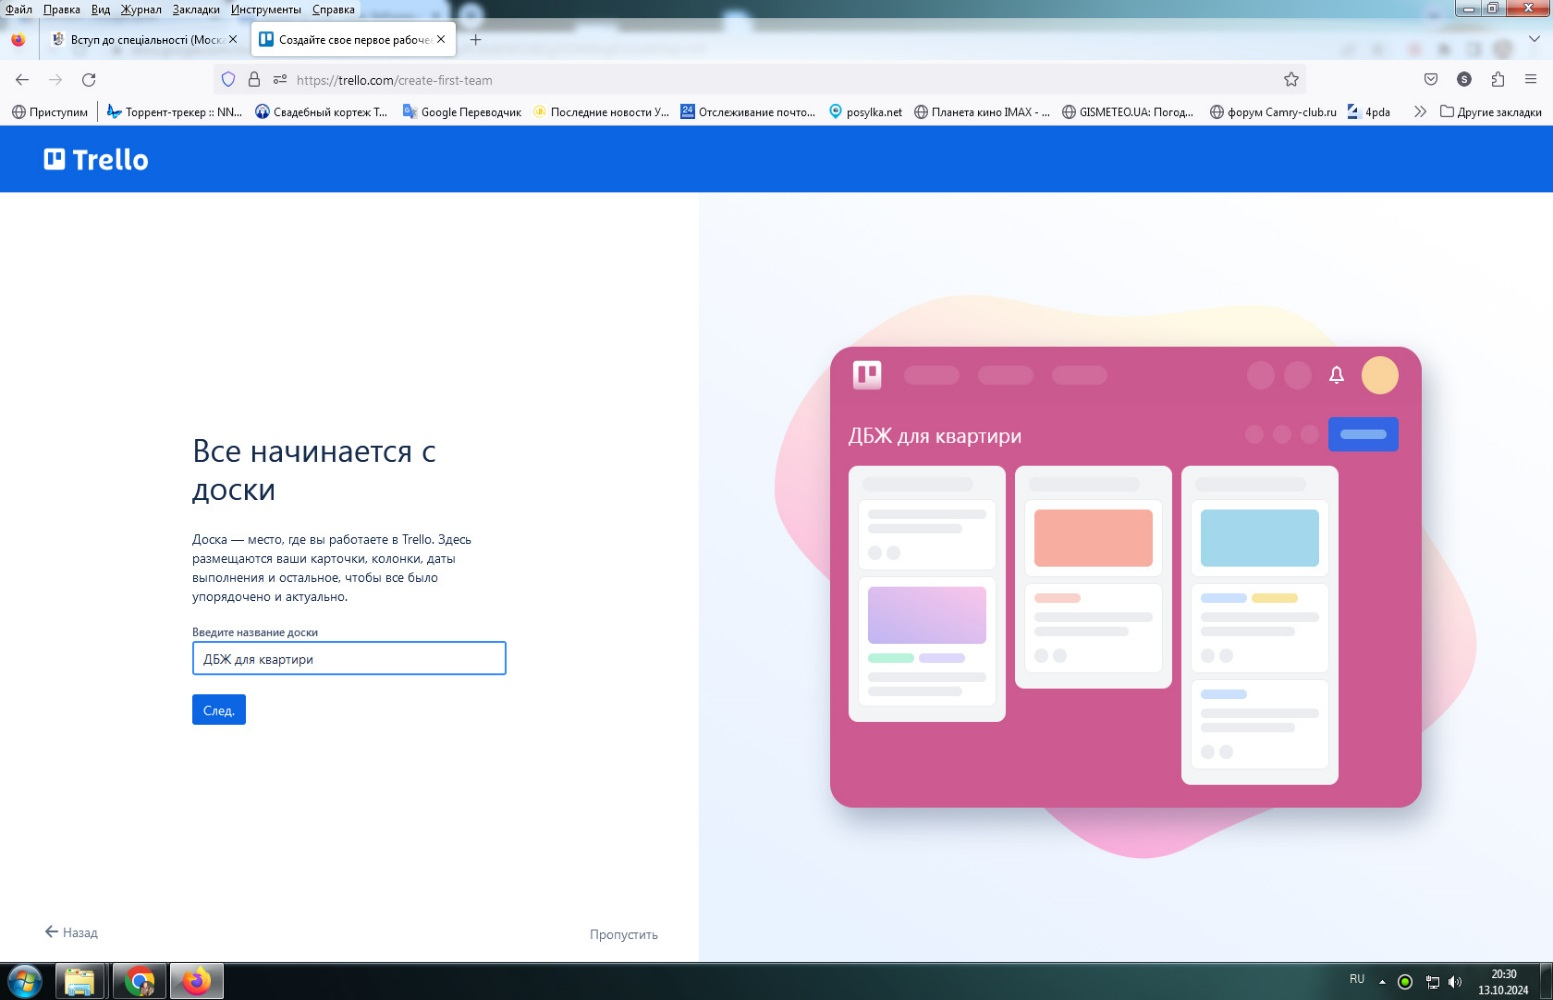 Файл Правка Вид Журнал Закладки Инструменты Справка
Вступ до спеціальності (Моска
Создайте свое первое рабочее
https://trello.com/create-first-team
S
Приступим
Торрент-трекер :: NN...
Свадебный кортеж Т...
Google Переводчик
Последние новости У...
24
Отслеживание почто...
posylka.net
Планета кино IMAX - ...
GISMETEO.UA: Погод...
форум Camry-club.ru
4pda
Другие закладки
Trello
Все начинается с
доски
Доска — место, где вы работаете в Trello. Здесь
размещаются ваши карточки, колонки, даты
выполнения и остальное, чтобы все было
упорядочено и актуально.
Введите название доски
ДБЖ для квартири
След.
Назад
Пропустить
ДБЖ для квартири
RU
20:30
13.10.2024